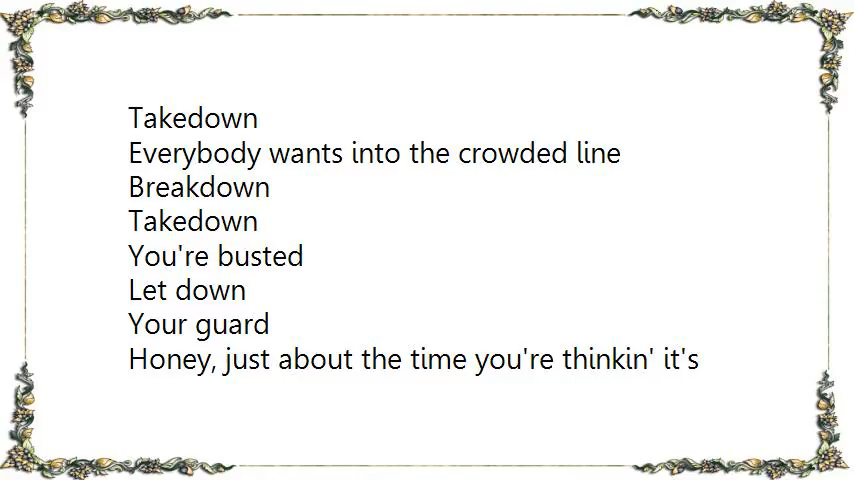 Takedown
Everybody wants into the crowded line
Breakdown
Takedown
You're busted
Let down
Your guard
Honey, just about the time you're thinkin' it's